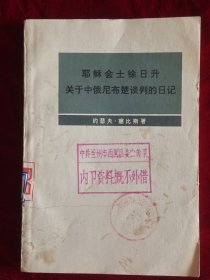 耶稣会士徐日升
关于中俄尼布楚谈判的日记
约瑟夫·塞比斯著
内部资料概不外借